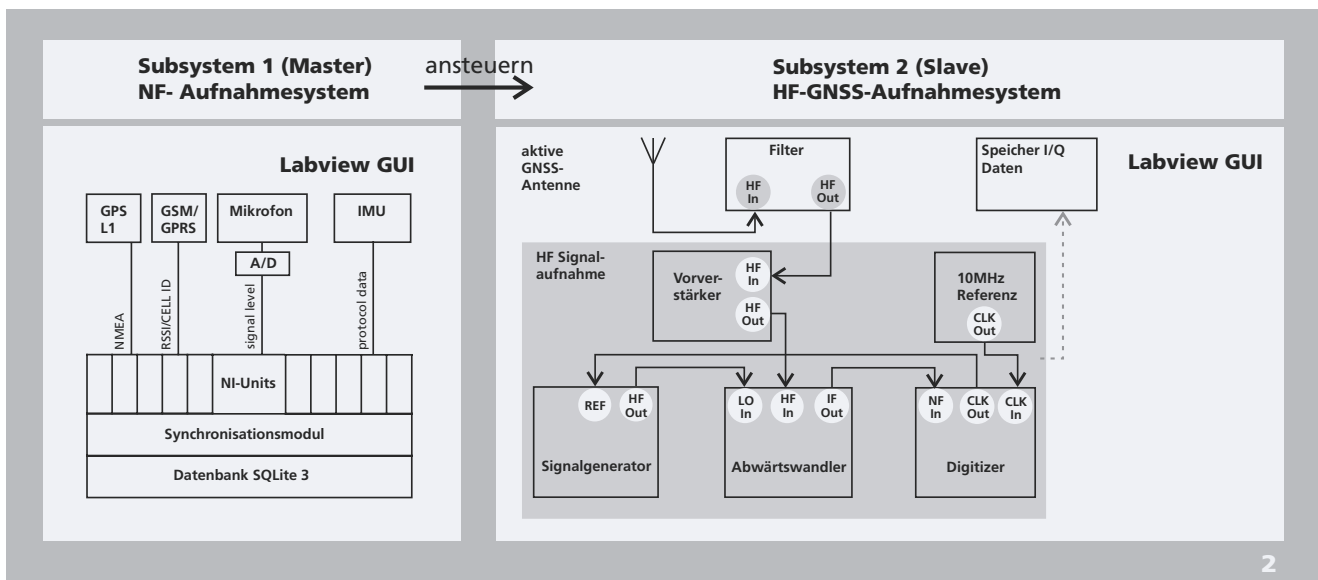 Subsystem 1 (Master)
NF- Aufnahmesystem
ansteuern
Subsystem 2 (Slave)
HF-GNSS-Aufnahmesystem
Labview GUI
GPS
L1
GSM/
GPRS
Mikrofon
IMU
A/D
NMEA
RSSI/CELL ID
signal level
protocol data
NI-Units
Synchronisationsmodul
Datenbank SQLite 3
aktive
GNSS-
Antenne
Filter
HF
In
HF
Out
Speicher I/Q
Daten
Labview GUI
HF Signal-
aufnahme
Vorver-
stärker
HF
In
HF
Out
10MHz
Referenz
CLK
Out
REF
HF
Out
Signalgenerator
LO
In
HF
In
IF
Out
Abwärtswandler
NF
In
CLK
Out
CLK
In
Digitizer
2